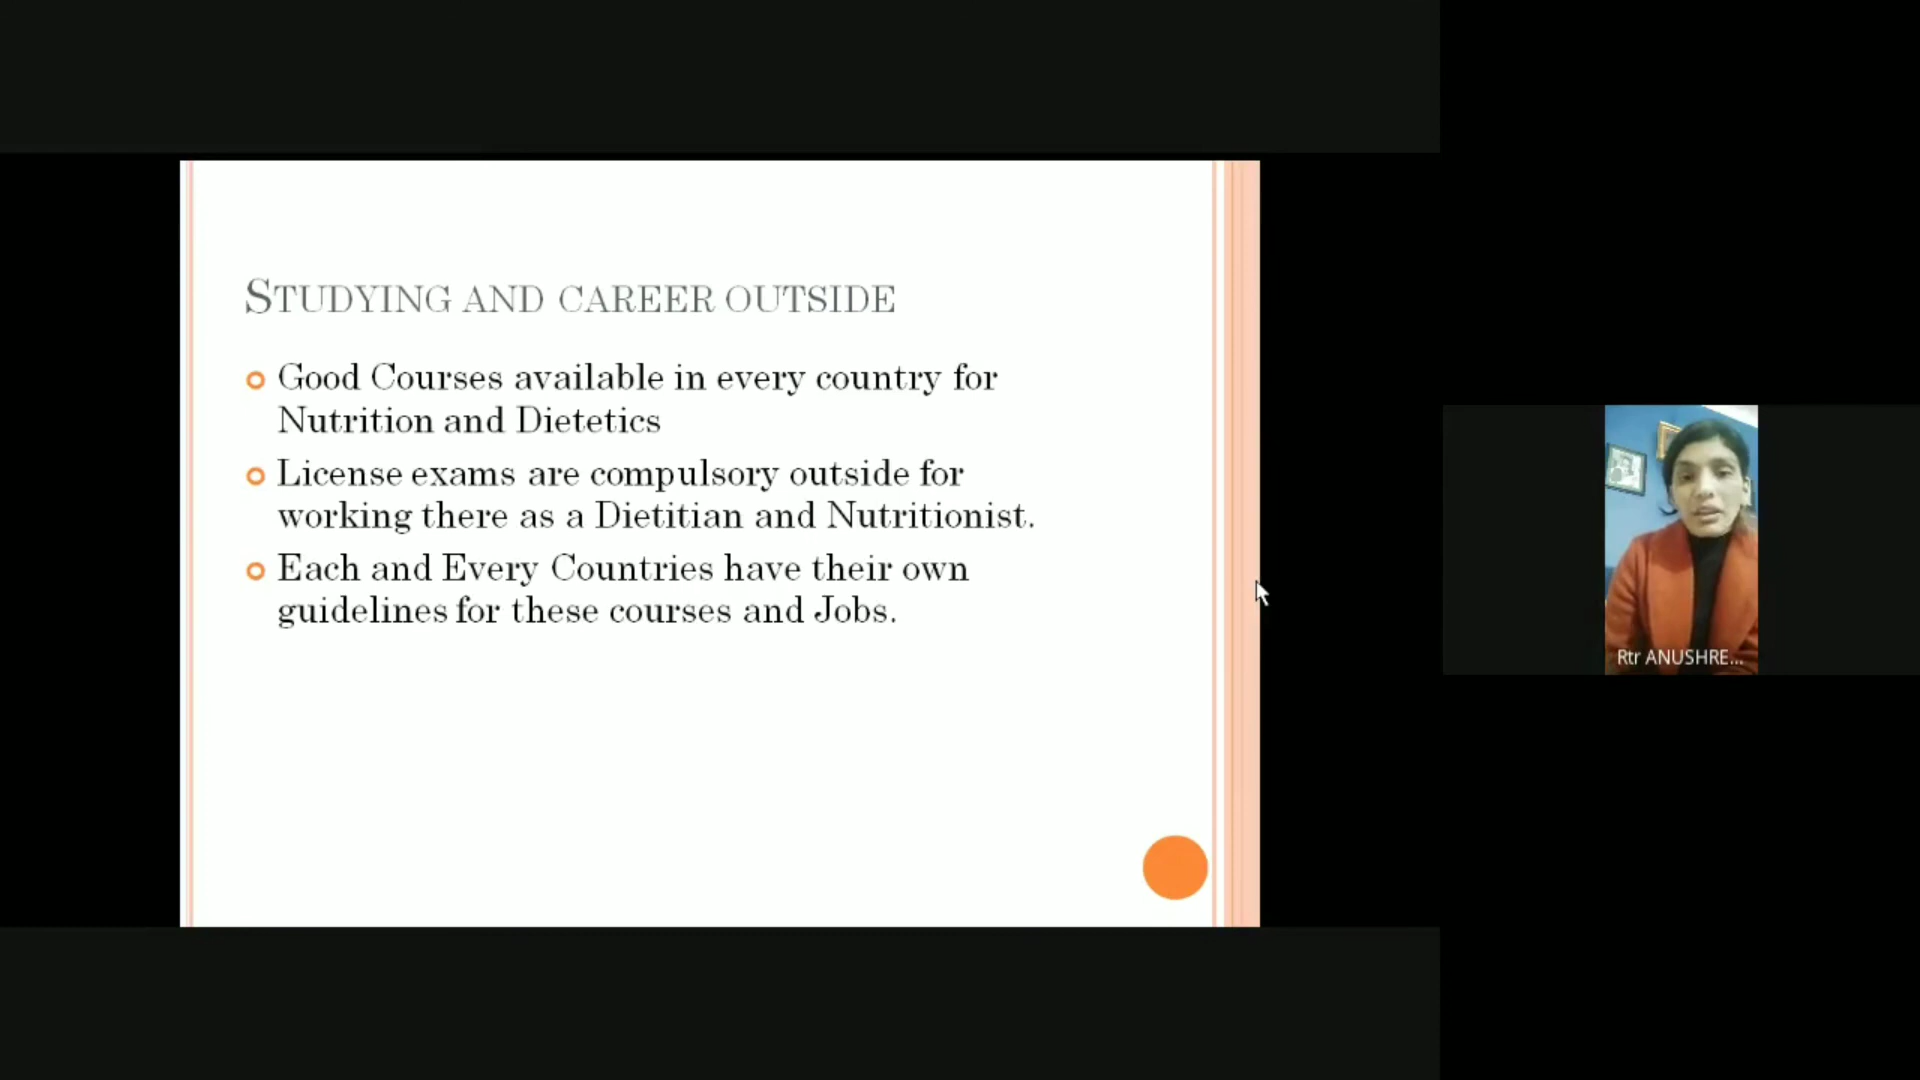 STUDYING AND CAREER OUTSIDE
Good Courses available in every country for
Nutrition and Dietetics
License exams are compulsory outside for
working there as a Dietitian and Nutritionist.
Each and Every Countries have their own
guidelines for these courses and Jobs.
Rtr ANUSHRE...